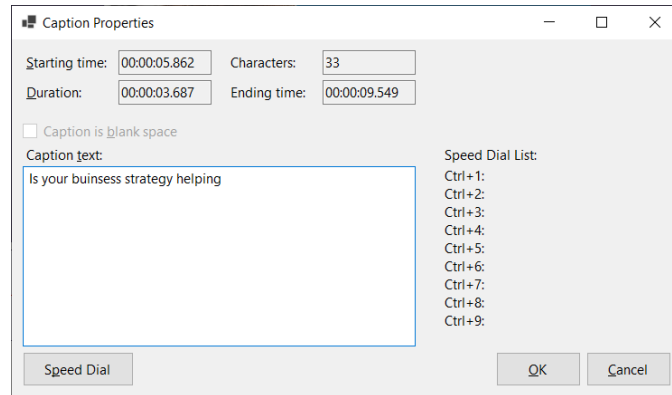 Caption Properties
Starting time: 00:00:05.862 Characters: 33
Duration: 00:00:03.687 Ending time: 00:00:09.549
Caption is blank space
Caption text: Speed Dial List:
Is your buinsess strategy helping
Ctrl+1:
Ctrl+2:
Ctrl+3:
Ctrl+4:
Ctrl+5:
Ctrl+6:
Ctrl+7:
Ctrl+8:
Ctrl+9:
Speed Dial OK Cancel